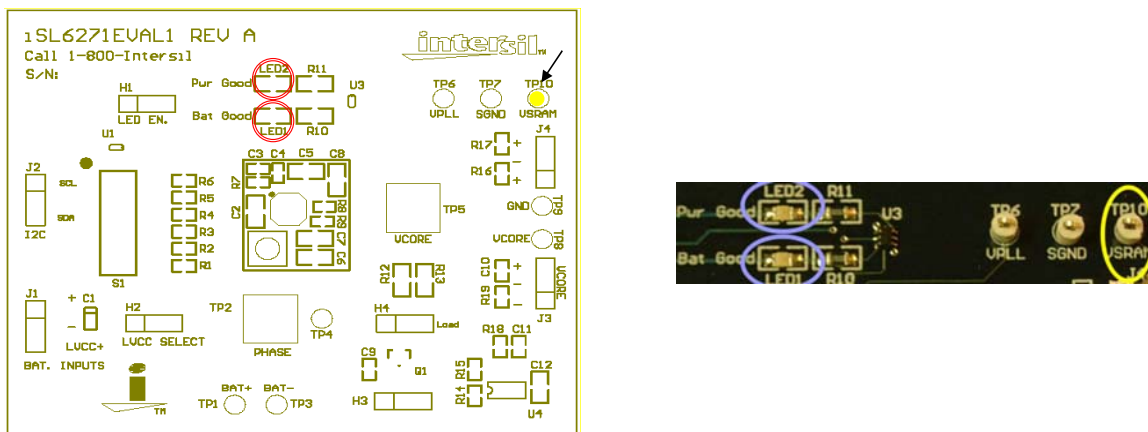 iSL6271EVAL1 REV A
Call 1-800-Intersil
S/N:
intersil TM
H1
LED EN.
Pwr Good
LED2
R11
U3
Bat Good
LED1
R10
TP6
VPLL
TP7
SGND
TP10
VSRAM
U1
J2
SCL
SDA
I2C
S1
R6
R5
R4
R3
R2
R1
C3
C4
C5
C8
R7
C2
R8
R9
C7
C6
TP5
VCORE
R17
+
−
R16
+
J4
GND
TP9
VCORE
TP8
J1
+
−
C1
LVCC+
BAT. INPUTS
H2
LVCC SELECT
TP2
PHASE
TP4
R12
R13
C10
+
−
R19
+
−
VCORE
J3
H4
Load
R18
C11
C9
Q1
R15
R14
C12
U4
H3
TM
BAT+
TP1
BAT-
TP3
LED2
R11
Pwr Good
U3
Bat Good
LED1
R10
TP6
VPLL
TP7
SGND
TP10
VSRAM